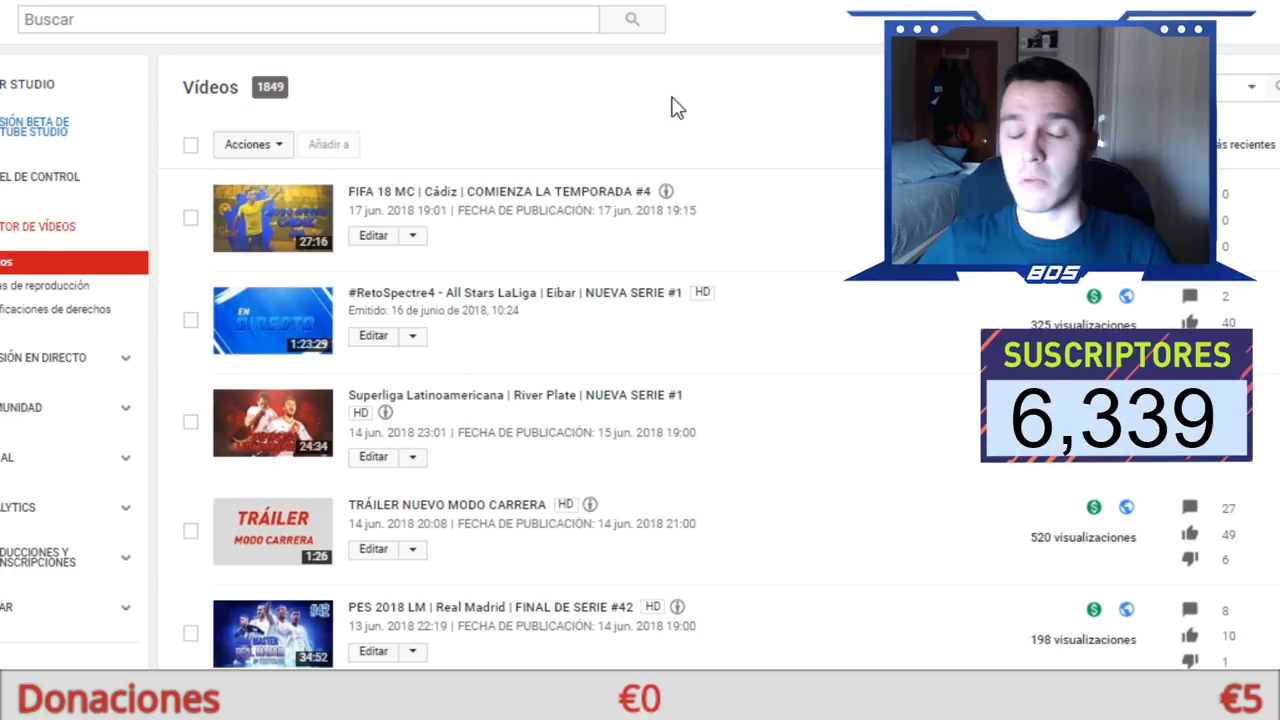 Buscar
R STUDIO
SIÓN BETA DE
TUBE STUDIO
EL DE CONTROL
TOR DE VÍDEOS
os
as de reproducción
ificaciones de derechos
SIÓN EN DIRECTO
MUNIDAD
AL
LYTICS
DUCCIONES Y
NSCRIPCIONES
AR
Vídeos 1849
Acciones Añadir a
ás recientes
27:16
FIFA 18 MC | Cádiz | COMIENZA LA TEMPORADA #4
17 jun. 2018 19:01 | FECHA DE PUBLICACIÓN: 17 jun. 2018 19:15
Editar
0
0
0
BDS
EN
DIRECTO
1:23:29
#RetoSpectre4 - All Stars LaLiga | Eibar | NUEVA SERIE #1 HD
Emitido: 16 de junio de 2018, 10:24
Editar
325 visualizaciones
2
40
SUSCRIPTORES
6,339
24:34
Superliga Latinoamericana | River Plate | NUEVA SERIE #1
HD
14 jun. 2018 23:01 | FECHA DE PUBLICACIÓN: 15 jun. 2018 19:00
Editar
TRÁILER
MODO CARRERA
1:26
TRÁILER NUEVO MODO CARRERA HD
14 jun. 2018 20:08 | FECHA DE PUBLICACIÓN: 14 jun. 2018 21:00
Editar
520 visualizaciones
27
49
6
#42
MASTER
REAL MADRID
34:52
PES 2018 LM | Real Madrid | FINAL DE SERIE #42 HD
13 jun. 2018 22:19 | FECHA DE PUBLICACIÓN: 14 jun. 2018 19:00
Editar
198 visualizaciones
8
10
1
Donaciones €0 €5